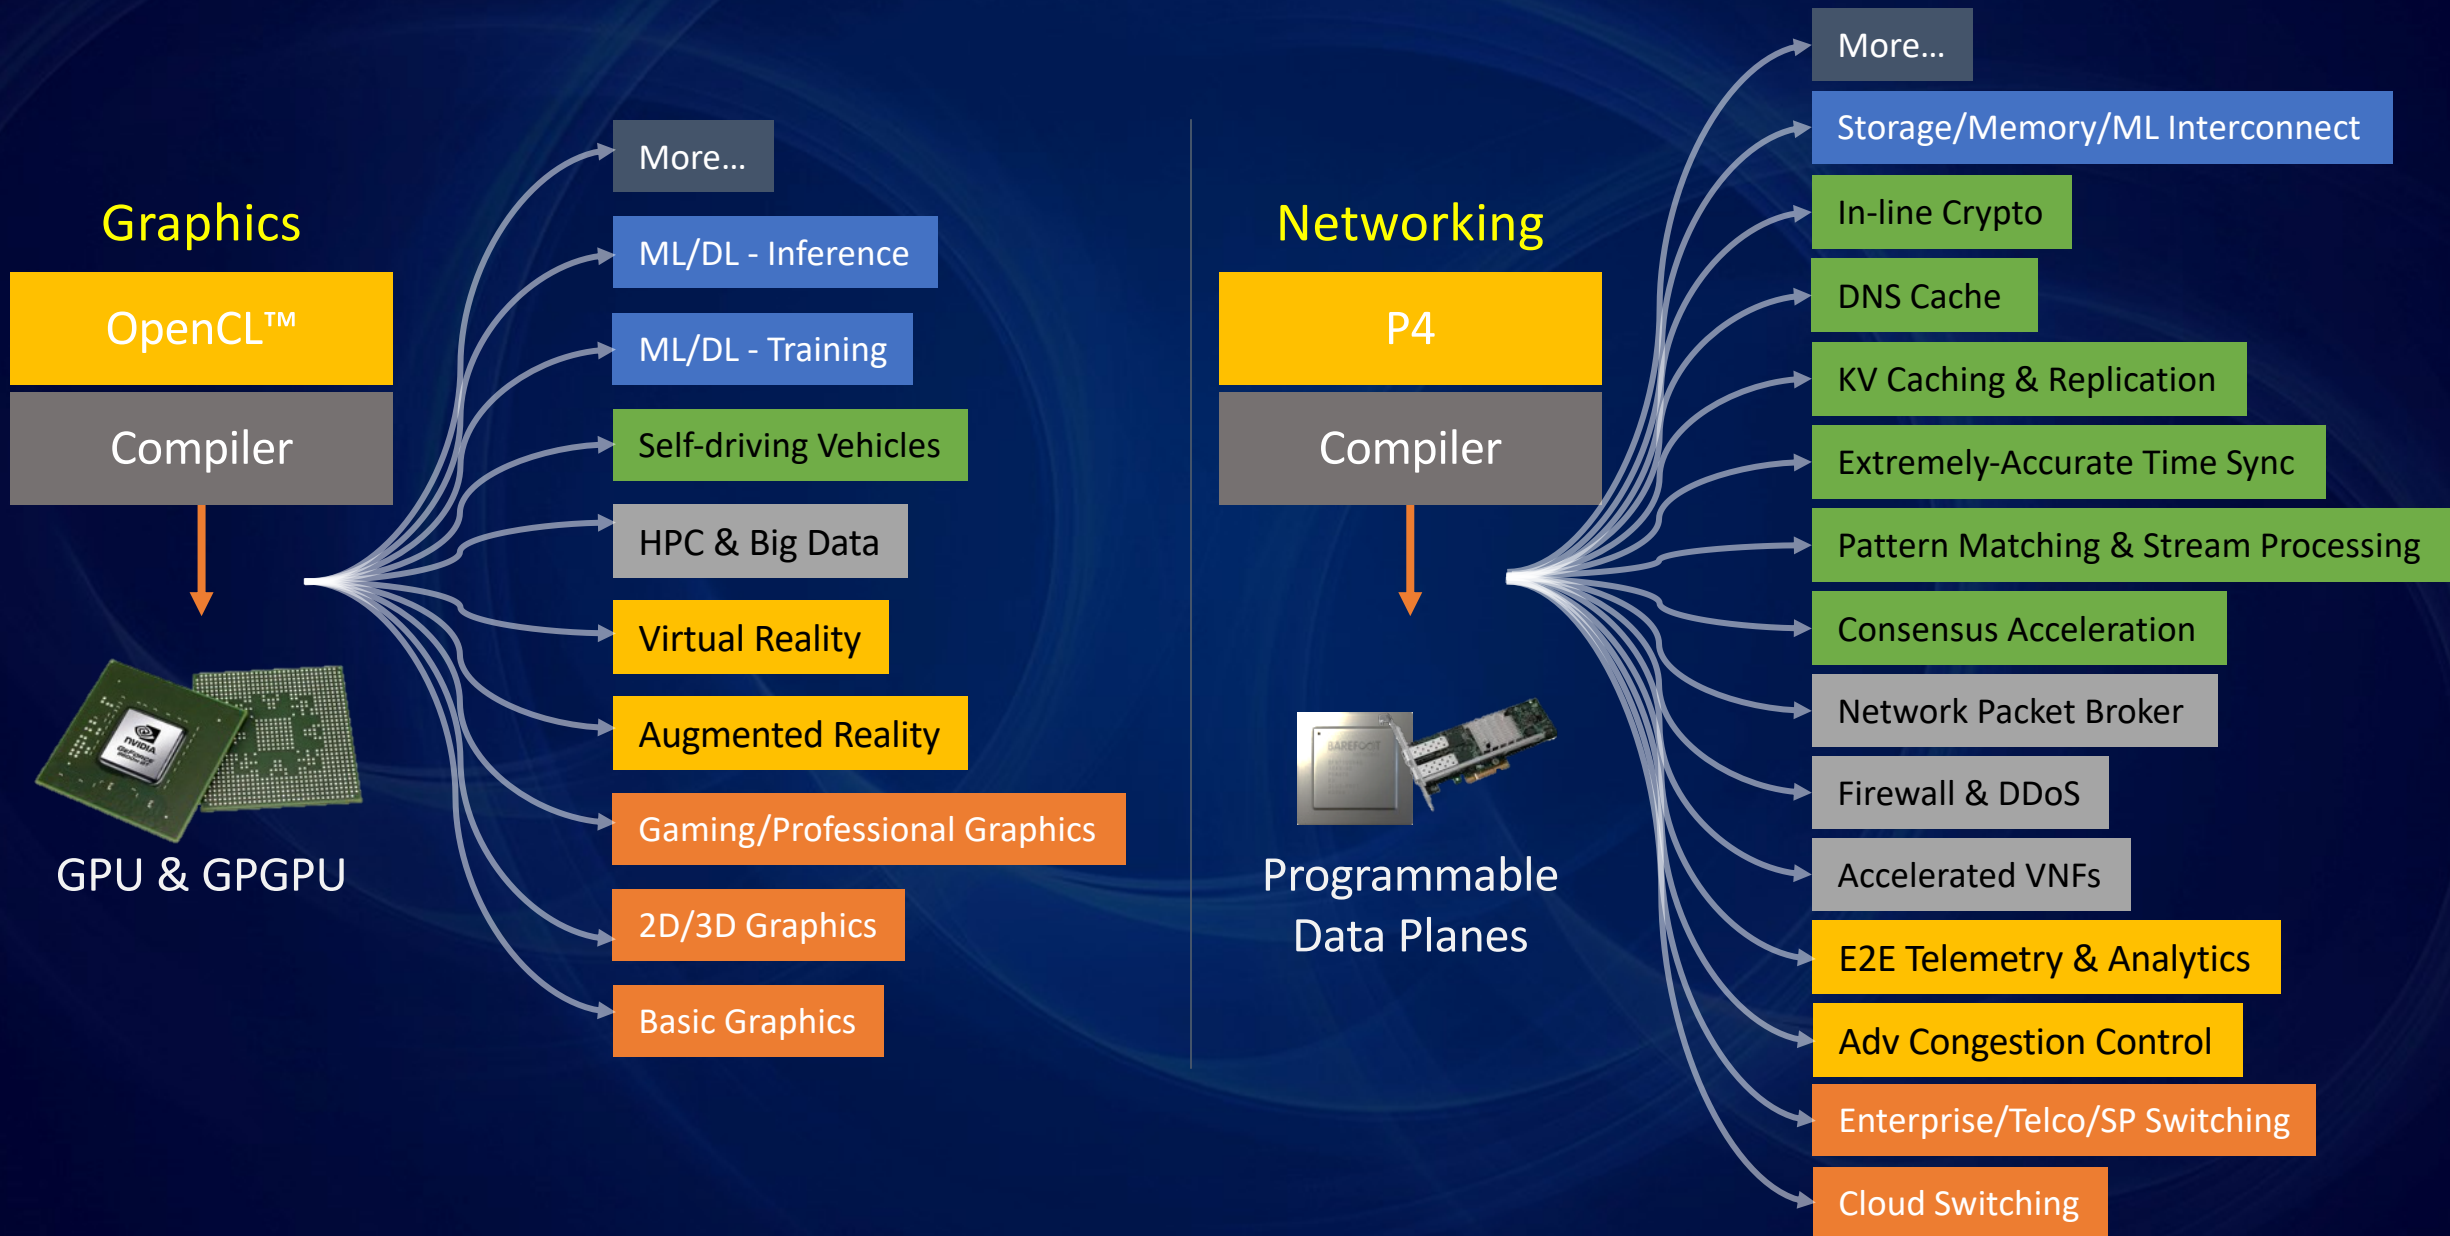 Graphics
OpenCL™
Compiler
NVIDIA
GeForce
GPU & GPGPU
More...
ML/DL - Inference
ML/DL - Training
Self-driving Vehicles
HPC & Big Data
Virtual Reality
Augmented Reality
Gaming/Professional Graphics
2D/3D Graphics
Basic Graphics
Networking
P4
Compiler
BAREFOOT
Programmable
Data Planes
More...
Storage/Memory/ML Interconnect
In-line Crypto
DNS Cache
KV Caching & Replication
Extremely-Accurate Time Sync
Pattern Matching & Stream Processing
Consensus Acceleration
Network Packet Broker
Firewall & DDoS
Accelerated VNFs
E2E Telemetry & Analytics
Adv Congestion Control
Enterprise/Telco/SP Switching
Cloud Switching